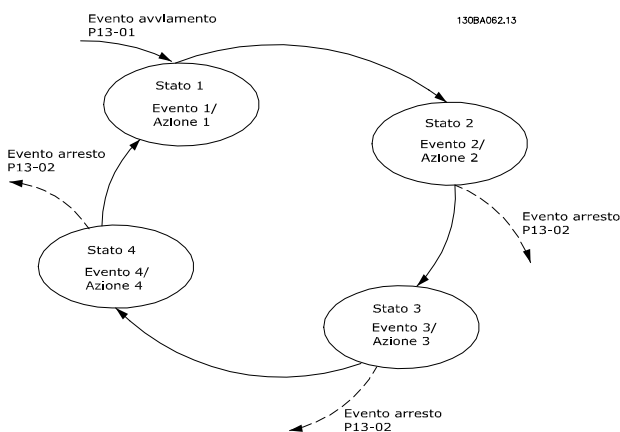 Evento avvlamento
P13-01
130BA062.13
Stato 1
Evento 1/
Azione 1
Stato 2
Evento 2/
Azione 2
Evento arresto
P13-02
Evento arresto
P13-02
Stato 4
Evento 4/
Azione 4
Stato 3
Evento 3/
Azione 3
Evento arresto
P13-02